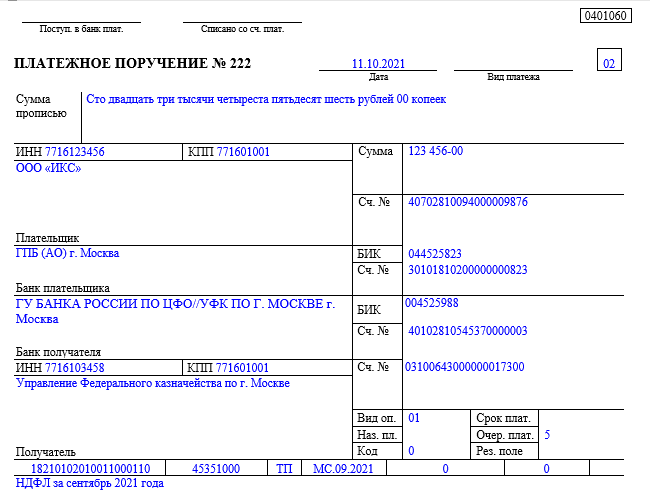 0401060
Поступ. в банк плат. Списано со сч. плат.
ПЛАТЕЖНОЕ ПОРУЧЕНИЕ № 222 11.10.2021 02
Дата Вид платежа
Сумма прописью Сто двадцать три тысячи четыреста пятьдесят шесть рублей 00 копеек
ИНН 7716123456 КПП 771601001 Сумма 123 456-00
ООО «ИКС»
Сч. № 40702810094000009876
Плательщик
ГПБ (АО) г. Москва БИК 044525823
Сч. № 30101810200000000823
Банк плательщика
ГУ БАНКА РОССИИ ПО ЦФО//УФК ПО Г. МОСКВЕ г. БИК 004525988
Москва
Сч. № 40102810545370000003
Банк получателя
ИНН 7716103458 КПП 771601001 Сч. № 03100643000000017300
Управление Федерального казначейства по г. Москве
Вид оп. 01 Срок плат.
Наз. пл. Очер. плат. 5
Получатель Код 0 Рез. поле
18210102010011000110 45351000 ТП МС.09.2021 0 0
НДФЛ за сентябрь 2021 года